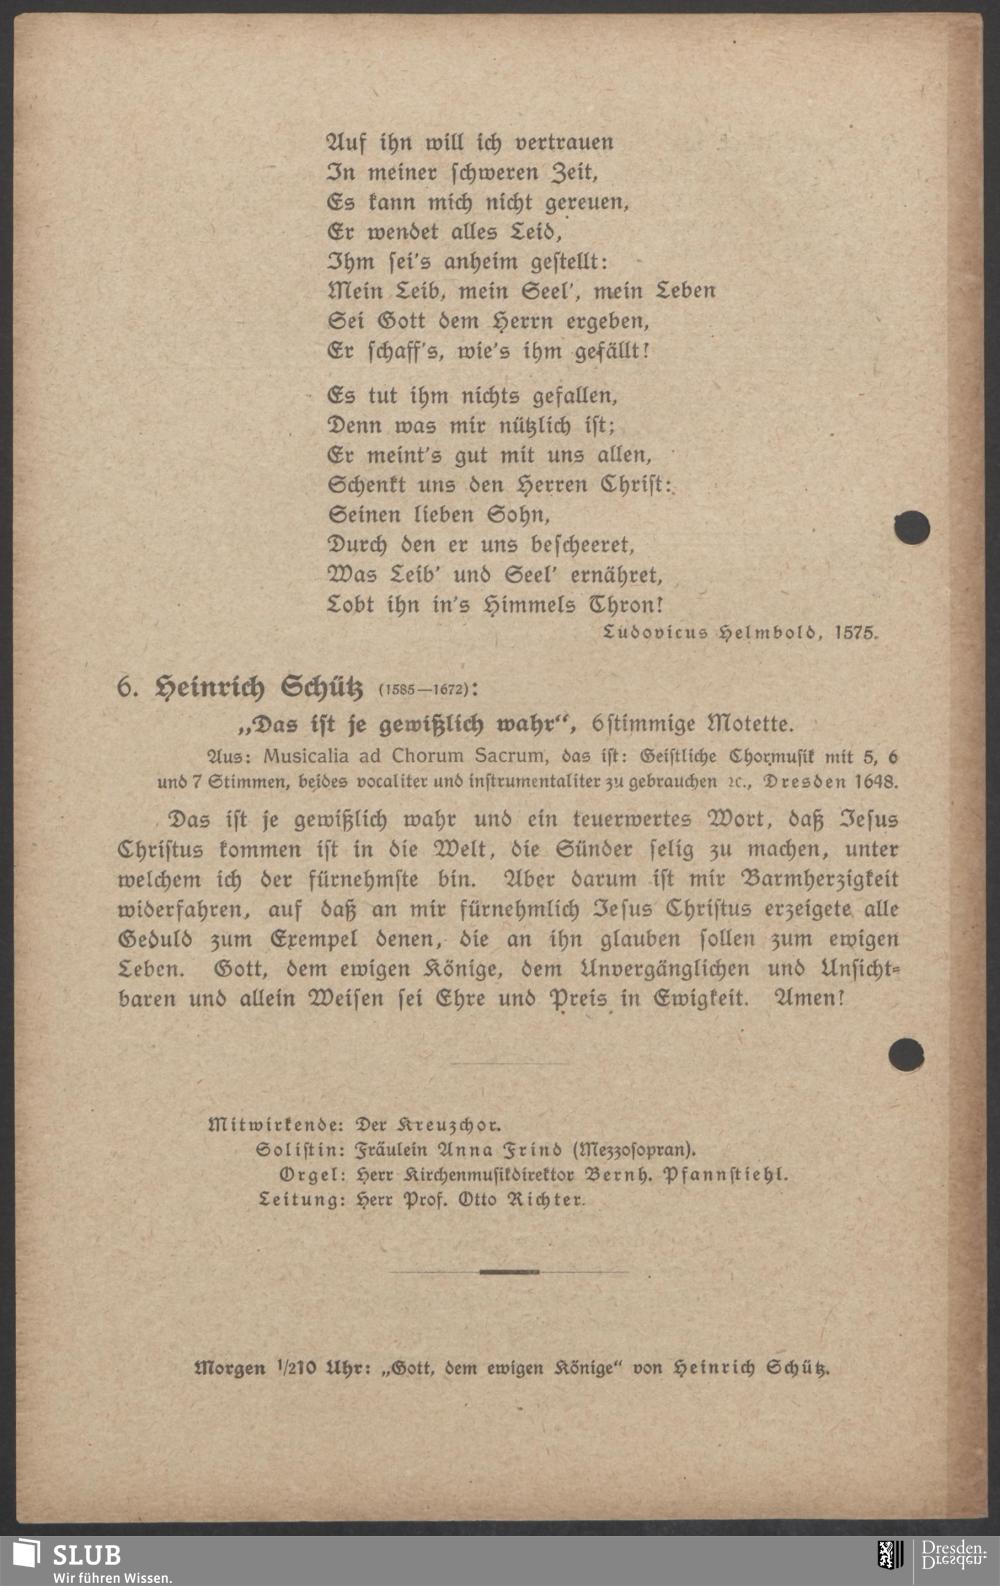 Auf ihn will ich vertrauen
In meiner schweren Zeit,
Es kann mich nicht gereuen,
Er wendet alles Leid,
Ihm sei's anheim gestellt:
Mein Leib, mein Seel', mein Leben
Sei Gott dem Herrn ergeben,
Er schaff's, wie's ihm gefällt!
Es tut ihm nichts gefallen,
Denn was mir nützlich ist;
Er meint's gut mit uns allen,
Schenkt uns den Herren Christ:
Seinen lieben Sohn,
Durch den er uns bescheeret,
Was Leib' und Seel' ernähret,
Lobt ihn in's Himmels Thron!
Ludovicus Helmbold, 1575.
6. Heinrich Schütz (1585—1672):
„Das ist je gewißlich wahr“, 6stimmige Motette.
Aus: Musicalia ad Chorum Sacrum, das ist: Geistliche Chormusik mit 5, 6
und 7 Stimmen, beides vocaliter und instrumentaliter zu gebrauchen ꝛc., Dresden 1648.
Das ist je gewißlich wahr und ein teuerwertes Wort, daß Jesus
Christus kommen ist in die Welt, die Sünder selig zu machen, unter
welchem ich der fürnehmste bin. Aber darum ist mir Barmherzigkeit
widerfahren, auf daß an mir fürnehmlich Jesus Christus erzeigete alle
Geduld zum Exempel denen, die an ihn glauben sollen zum ewigen
Leben. Gott, dem ewigen Könige, dem Unvergänglichen und Unsicht-
baren und allein Weisen sei Ehre und Preis in Ewigkeit. Amen!
Mitwirkende: Der Kreuzchor.
Solistin: Fräulein Anna Frind (Mezzosopran).
Orgel: Herr Kirchenmusikdirektor Bernh. Pfannstiehl.
Leitung: Herr Prof. Otto Richter.
Morgen 1/210 Uhr: „Gott, dem ewigen Könige“ von Heinrich Schütz.
SLUB
Wir führen Wissen.
Dresden.
Dresden.